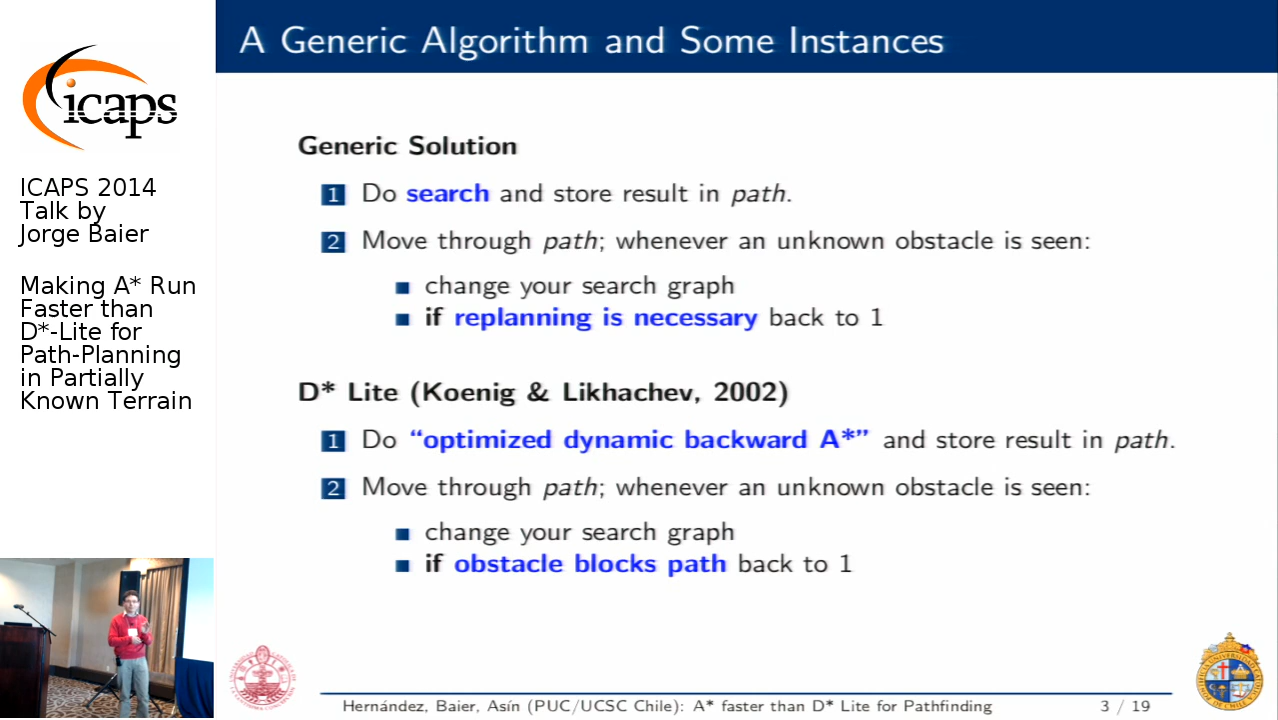 icaps
ICAPS 2014
Talk by
Jorge Baier
Making A* Run
Faster than
D*-Lite for
Path-Planning
in Partially
Known Terrain
A Generic Algorithm and Some Instances
Generic Solution
1 Do search and store result in path.
2 Move through path; whenever an unknown obstacle is seen:
change your search graph
if replanning is necessary back to 1
D* Lite (Koenig & Likhachev, 2002)
1 Do “optimized dynamic backward A*” and store result in path.
2 Move through path; whenever an unknown obstacle is seen:
change your search graph
if obstacle blocks path back to 1
Hernández, Baier, Asín (PUC/UCSC Chile): A* faster than D* Lite for Pathfinding
3 / 19